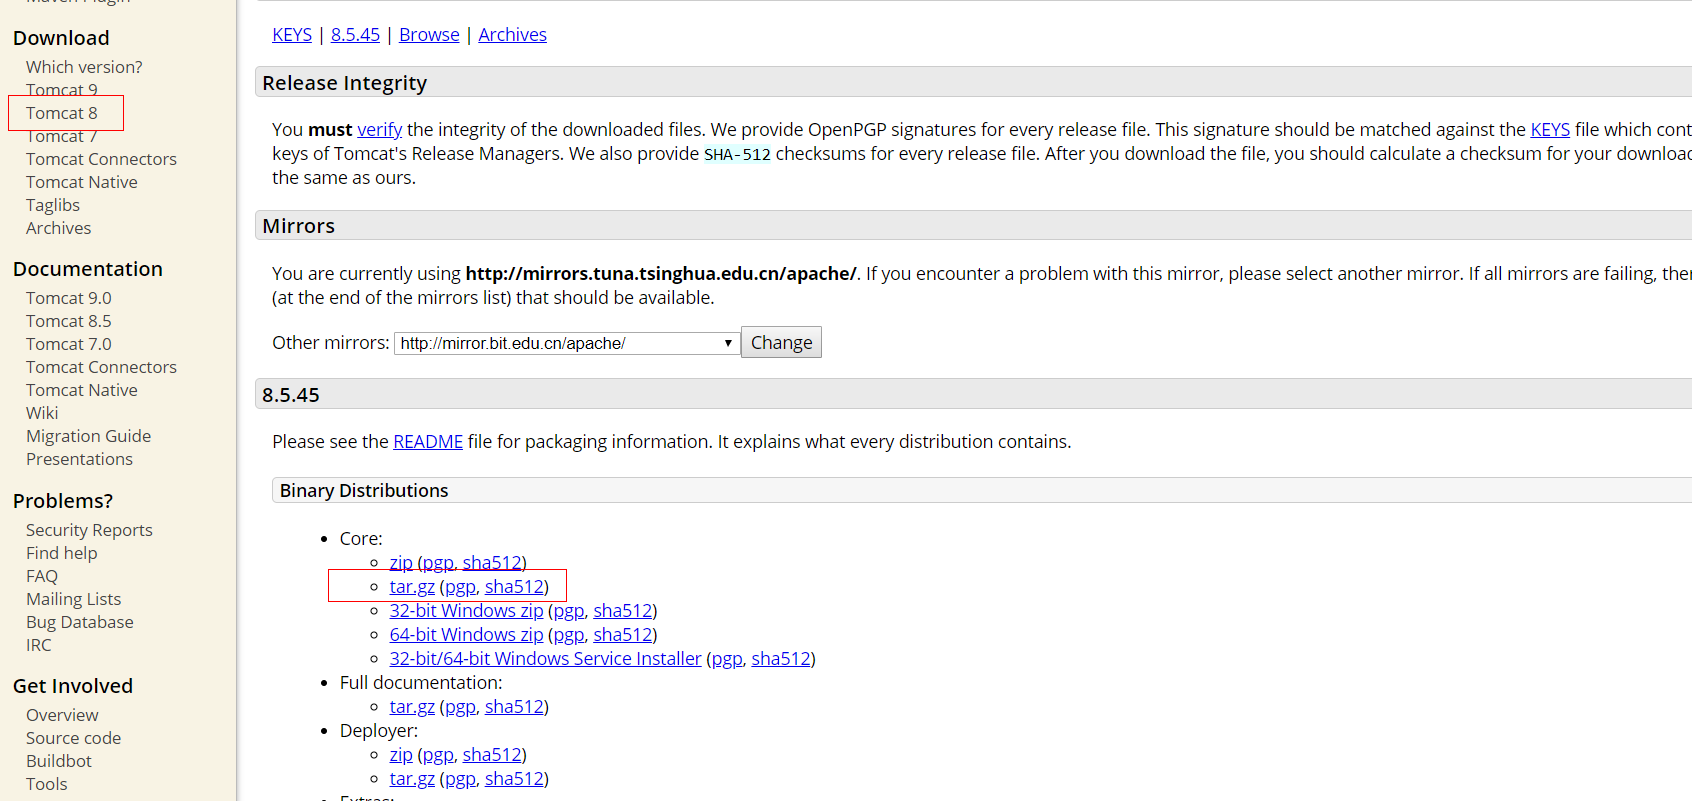 Maven Plugin
Download
Which version?
Tomcat 9
Tomcat 8
Tomcat 7
Tomcat Connectors
Tomcat Native
Taglibs
Archives
Documentation
Tomcat 9.0
Tomcat 8.5
Tomcat 7.0
Tomcat Connectors
Tomcat Native
Wiki
Migration Guide
Presentations
Problems?
Security Reports
Find help
FAQ
Mailing Lists
Bug Database
IRC
Get Involved
Overview
Source code
Buildbot
Tools
KEYS | 8.5.45 | Browse | Archives
Release Integrity
You must verify the integrity of the downloaded files. We provide OpenPGP signatures for every release file. This signature should be matched against the KEYS file which cont
keys of Tomcat's Release Managers. We also provide SHA-512 checksums for every release file. After you download the file, you should calculate a checksum for your download
the same as ours.
Mirrors
You are currently using http://mirrors.tuna.tsinghua.edu.cn/apache/. If you encounter a problem with this mirror, please select another mirror. If all mirrors are failing, ther
(at the end of the mirrors list) that should be available.
Other mirrors: http://mirror.bit.edu.cn/apache/ Change
8.5.45
Please see the README file for packaging information. It explains what every distribution contains.
Binary Distributions
Core:
zip (pgp, sha512)
tar.gz (pgp, sha512)
32-bit Windows zip (pgp, sha512)
64-bit Windows zip (pgp, sha512)
32-bit/64-bit Windows Service Installer (pgp, sha512)
Full documentation:
tar.gz (pgp, sha512)
Deployer:
zip (pgp, sha512)
tar.gz (pgp, sha512)
Extras: